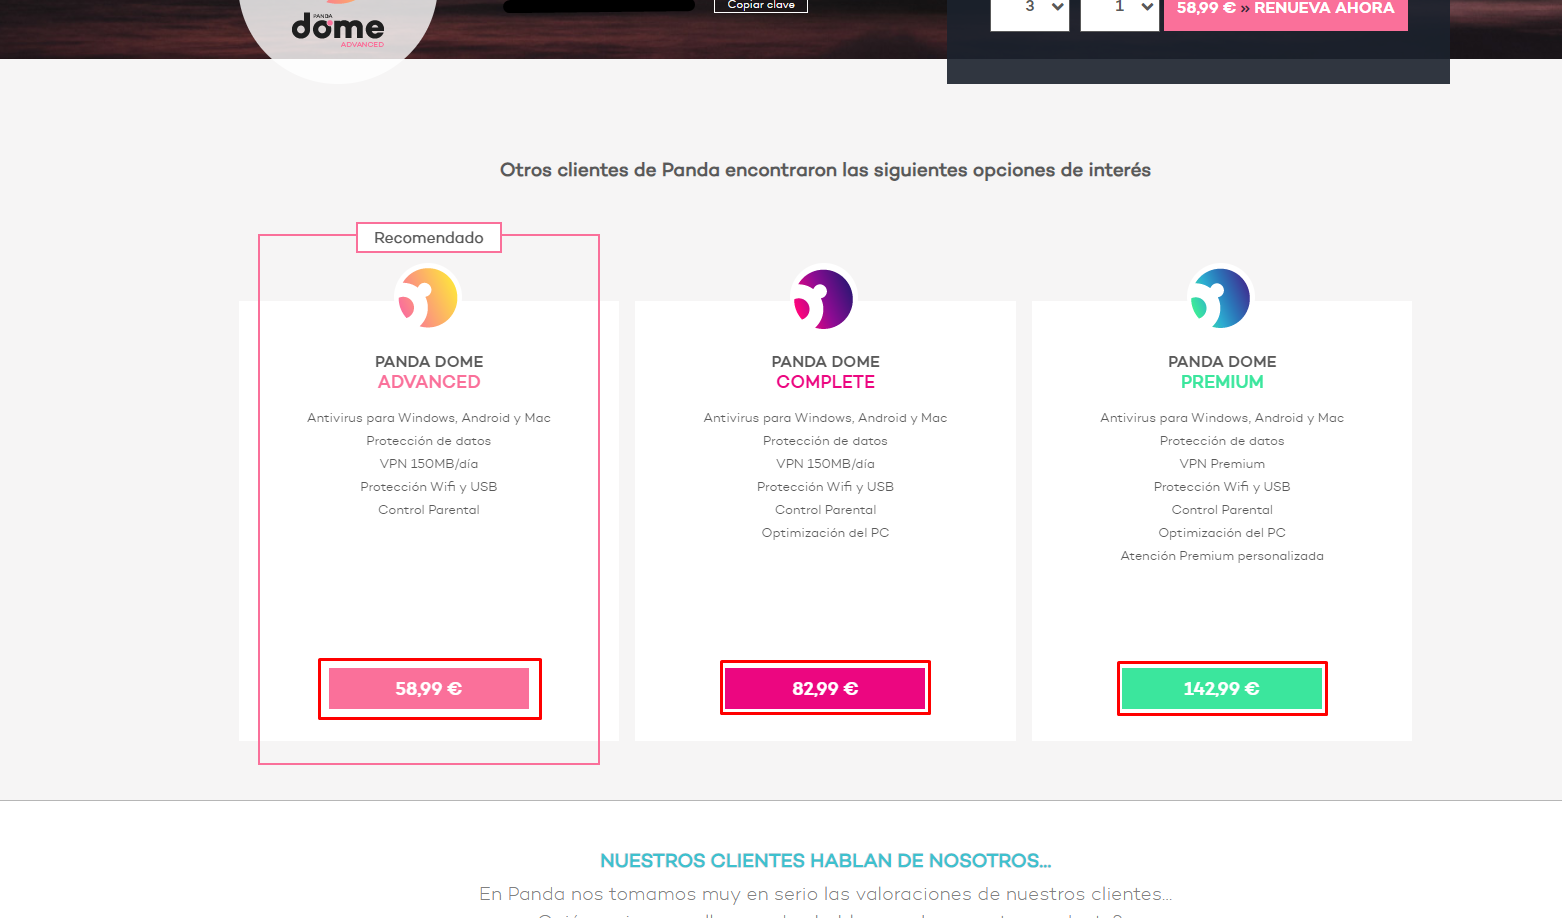 PANDA
dome
ADVANCED
Copiar clave
3
1
58,99 € » RENUEVA AHORA
Otros clientes de Panda encontraron las siguientes opciones de interés
Recomendado
PANDA DOME
ADVANCED
Antivirus para Windows, Android y Mac
Protección de datos
VPN 150MB/día
Protección Wifi y USB
Control Parental
58,99 €
PANDA DOME
COMPLETE
Antivirus para Windows, Android y Mac
Protección de datos
VPN 150MB/día
Protección Wifi y USB
Control Parental
Optimización del PC
82,99 €
PANDA DOME
PREMIUM
Antivirus para Windows, Android y Mac
Protección de datos
VPN Premium
Protección Wifi y USB
Control Parental
Optimización del PC
Atención Premium personalizada
142,99 €
NUESTROS CLIENTES HABLAN DE NOSOTROS...
En Panda nos tomamos muy en serio las valoraciones de nuestros clientes...